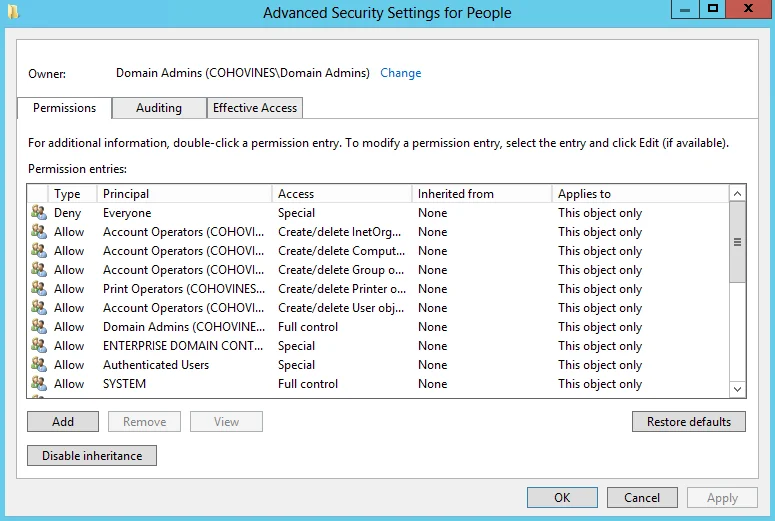 Advanced Security Settings for People
Owner: Domain Admins (COHOVINES\Domain Admins) Change
Permissions Auditing Effective Access
For additional information, double-click a permission entry. To modify a permission entry, select the entry and click Edit (if available).
Permission entries:
Type Principal Access Inherited from Applies to
Deny Everyone Special None This object only
Allow Account Operators (COHOVI... Create/delete InetOrg... None This object only
Allow Account Operators (COHOVI... Create/delete Comput... None This object only
Allow Account Operators (COHOVI... Create/delete Group o... None This object only
Allow Print Operators (COHOVINES... Create/delete Printer o... None This object only
Allow Account Operators (COHOVI... Create/delete User obj... None This object only
Allow Domain Admins (COHOVINE... Full control None This object only
Allow ENTERPRISE DOMAIN CONT... Special None This object only
Allow Authenticated Users Special None This object only
Allow SYSTEM Full control None This object only
Add Remove View Restore defaults
Disable inheritance
OK Cancel Apply